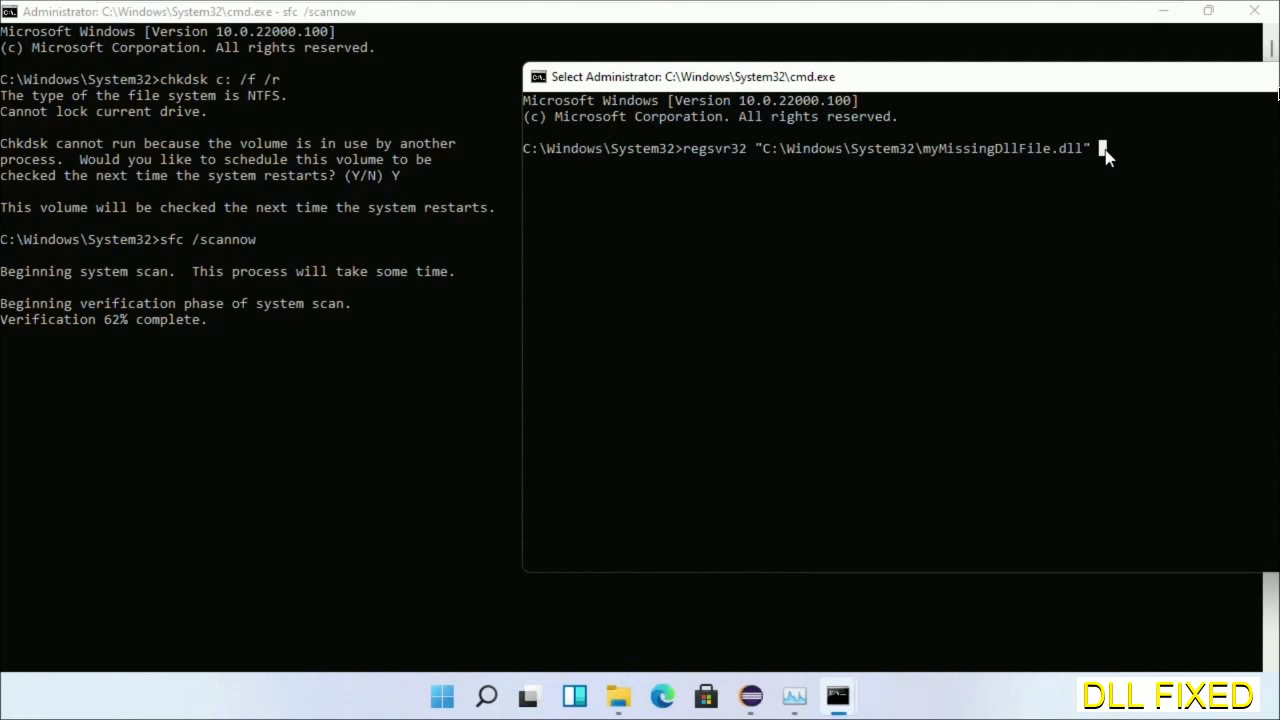 Administrator: C:\Windows\System32\cmd.exe - sfc /scannow
Microsoft Windows [Version 10.0.22000.100]
(c) Microsoft Corporation. All rights reserved.
C:\Windows\System32>chkdsk c: /f /r
The type of the file system is NTFS.
Cannot lock current drive.
Chkdsk cannot run because the volume is in use by another
process.  Would you like to schedule this volume to be
checked the next time the system restarts? (Y/N) Y
This volume will be checked the next time the system restarts.
C:\Windows\System32>sfc /scannow
Beginning system scan.  This process will take some time.
Beginning verification phase of system scan.
Verification 62% complete.
Select Administrator: C:\Windows\System32\cmd.exe
Microsoft Windows [Version 10.0.22000.100]
(c) Microsoft Corporation. All rights reserved.
C:\Windows\System32>regsvr32 "C:\Windows\System32\myMissingDllFile.dll"
DLL FIXED